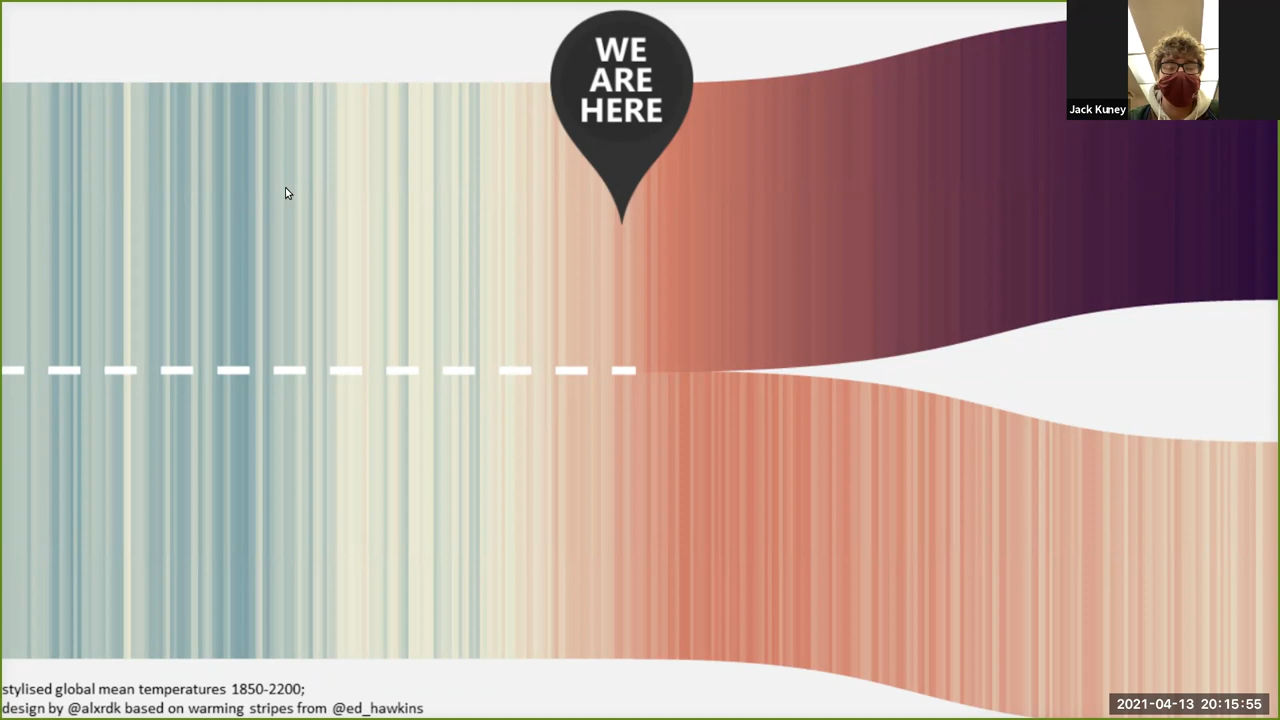 WE
ARE
HERE
Jack Kuney
stylised global mean temperatures 1850-2200;
design by @alxrdk based on warming stripes from @ed_hawkins
2021-04-13 20:15:55